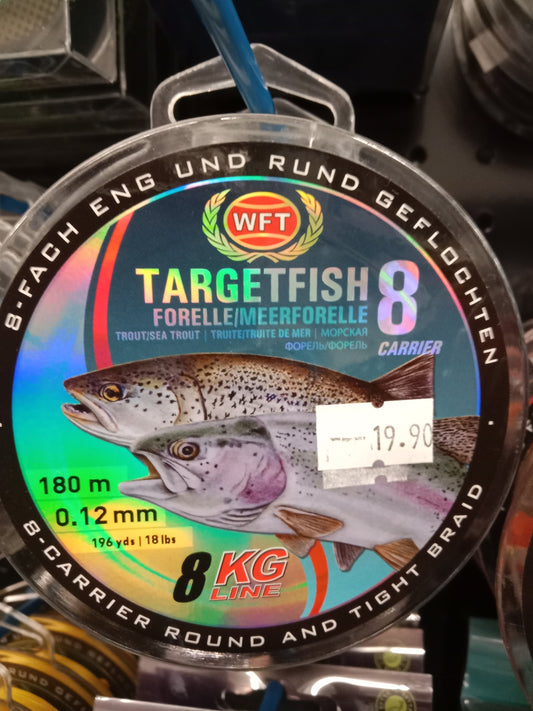 8-FACH ENG UND RUND GEFLOCHTEN
WFT
TARGETFISH 8
FORELLE/MEERFORELLE
CARRIER
TROUT/SEA TROUT | TRUITE/TRUITE DE MER | МОРСКАЯ
ФОРЕЛЬ/ФОРЕЛЬ
19.90
180 m
0.12 mm
196 yds | 18 lbs
8 KG
LINE
8-CARRIER ROUND AND TIGHT BRAID